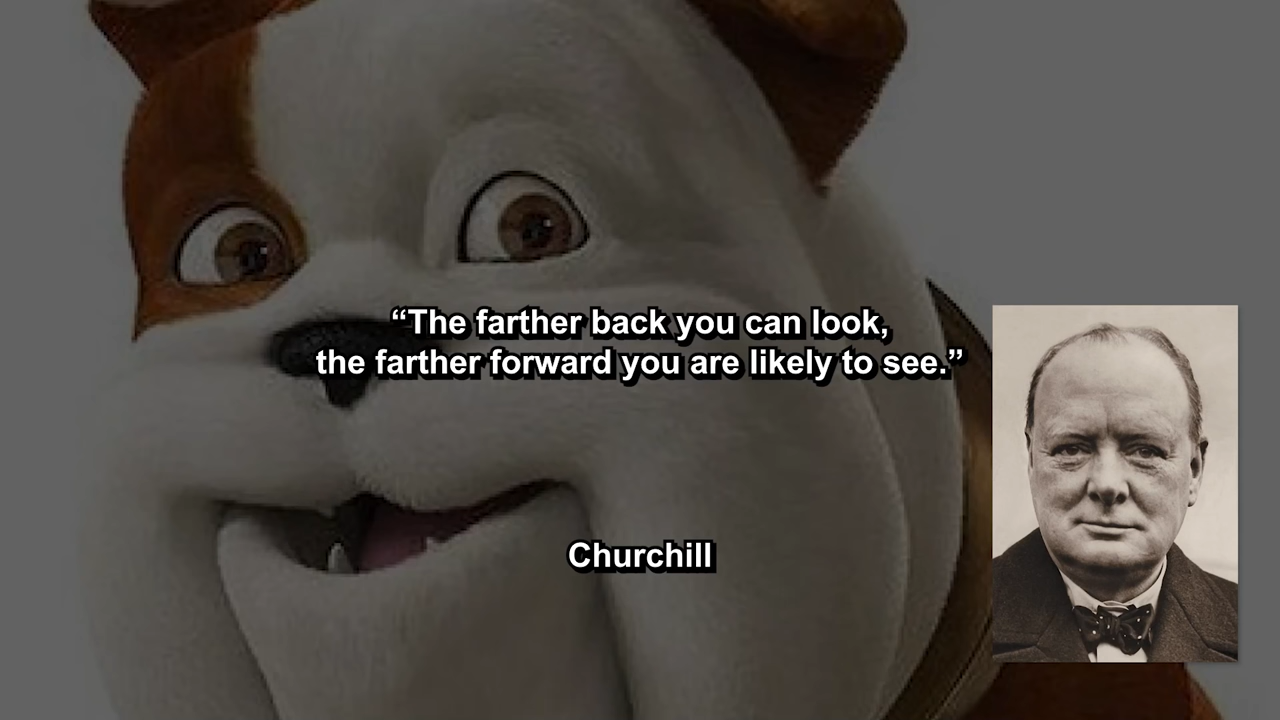 “The farther back you can look,
the farther forward you are likely to see.”
Churchill